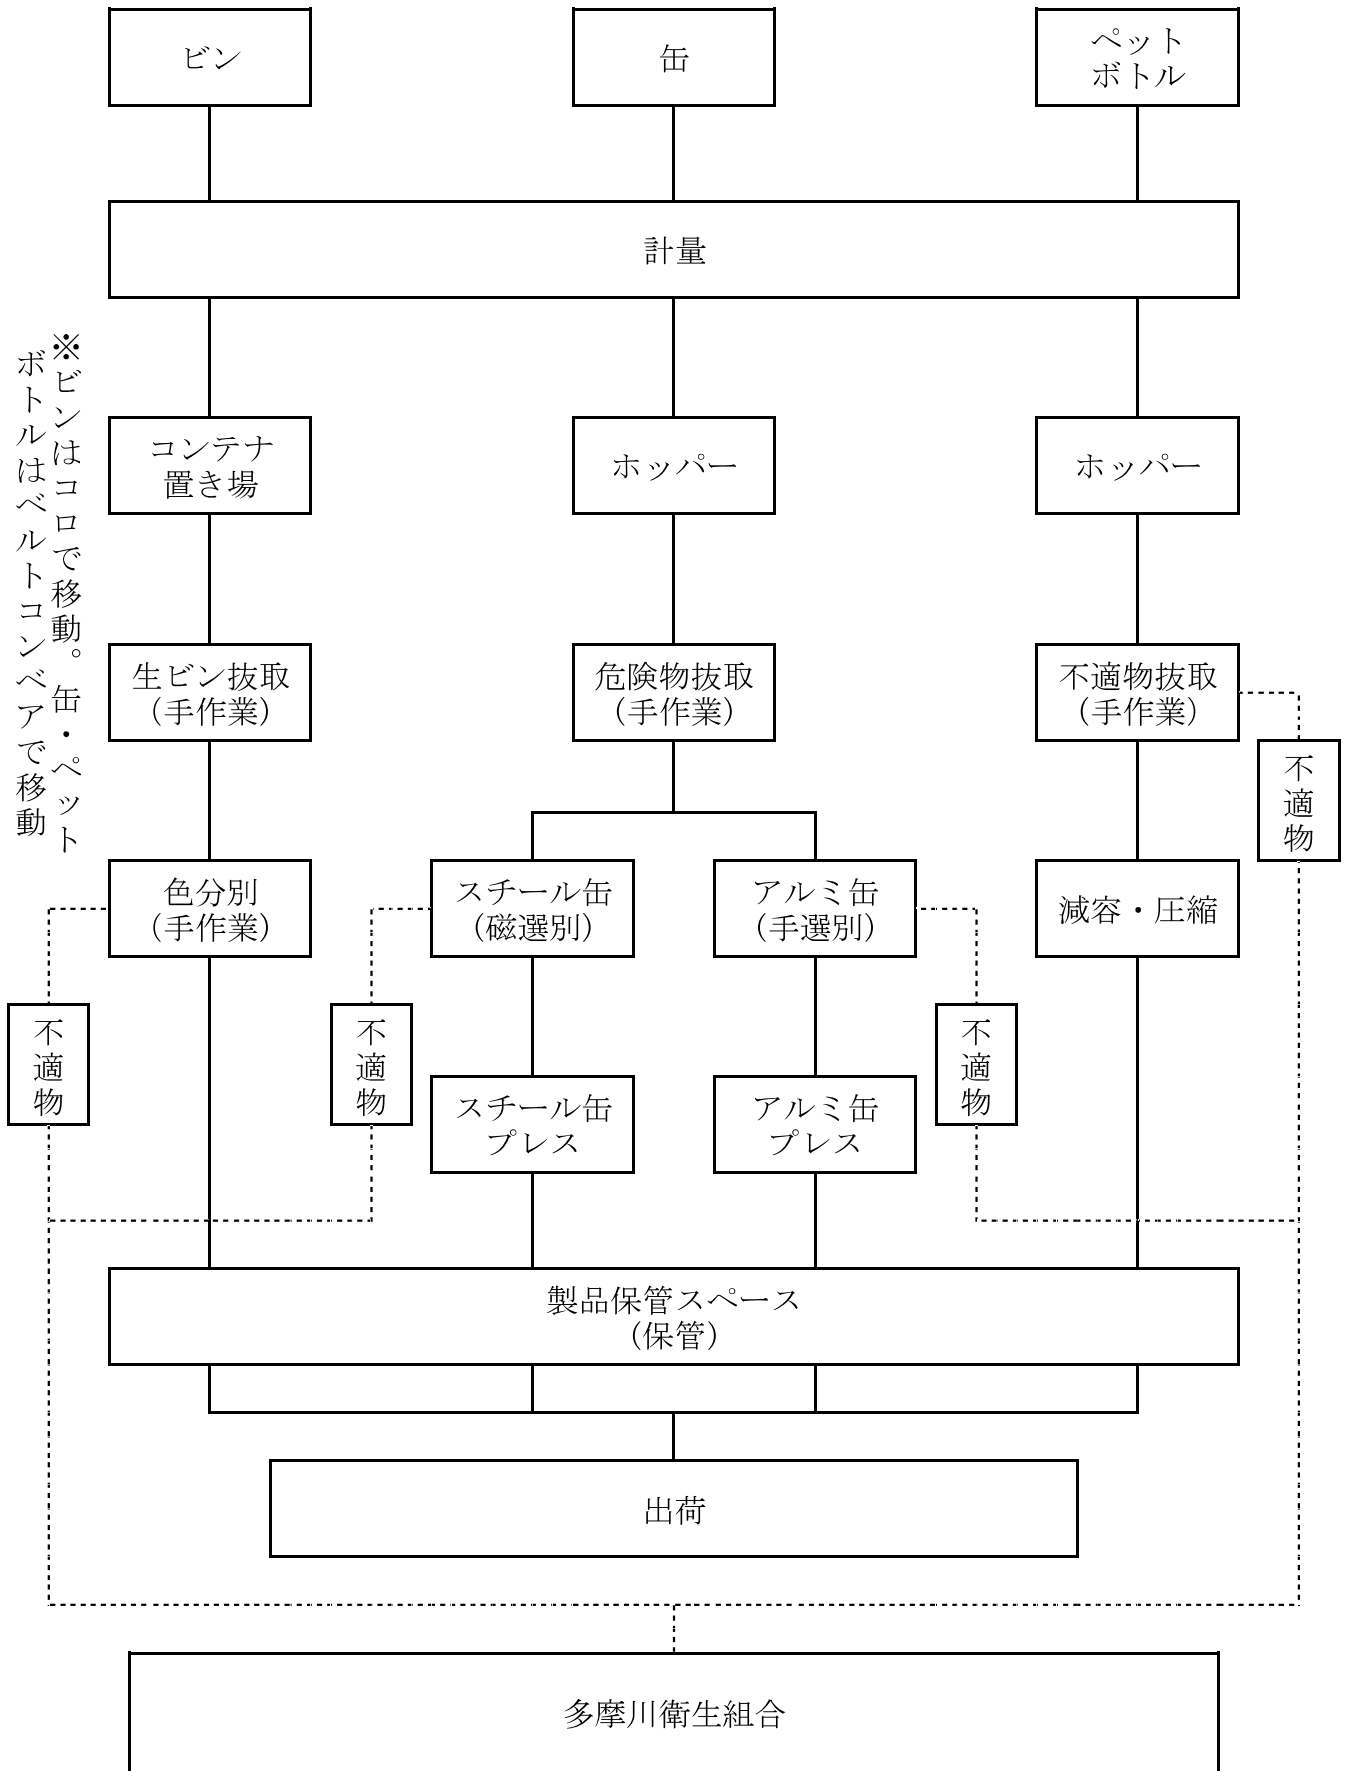 ビン
缶
ペット
ボトル
計量
※ビンはコロで移動。缶・ペット
ボトルはベルトコンベアで移動
コンテナ
置き場
ホッパー
ホッパー
生ビン抜取
（手作業）
危険物抜取
（手作業）
不適物抜取
（手作業）
不適物
色分別
（手作業）
スチール缶
（磁選別）
アルミ缶
（手選別）
減容・圧縮
不適物
不適物
不適物
スチール缶
プレス
アルミ缶
プレス
製品保管スペース
（保管）
出荷
多摩川衛生組合